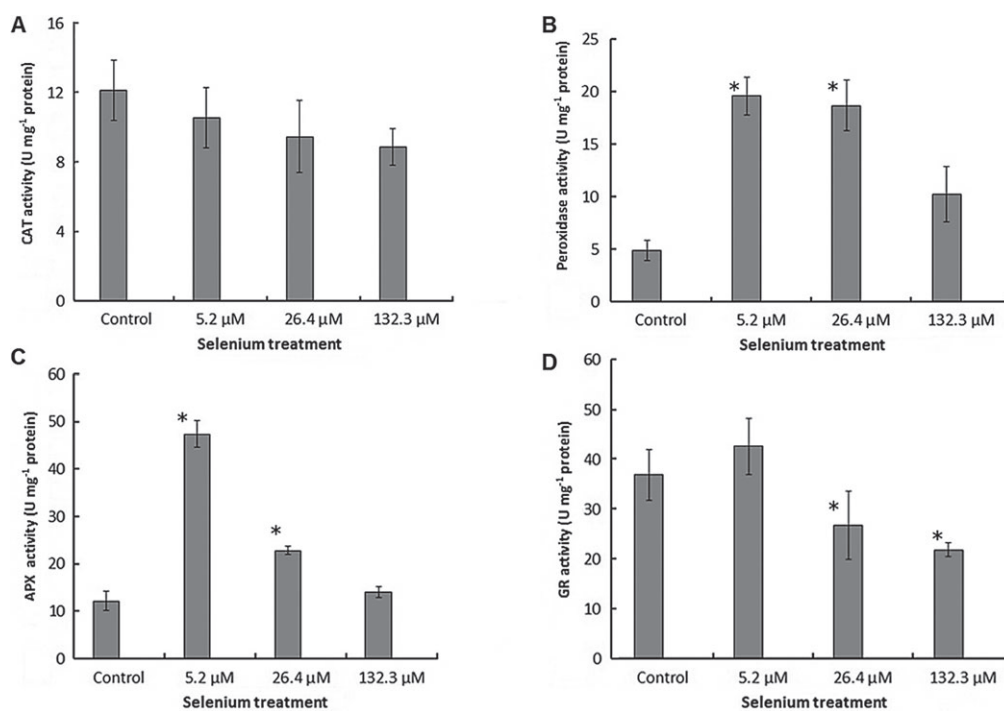 A
CAT activity (U mg⁻¹ protein)
16
12
8
4
0
Control 5.2 µM 26.4 µM 132.3 µM
Selenium treatment
B
Peroxidase activity (U mg⁻¹ protein)
25
20
15
10
5
0
* *
Control 5.2 µM 26.4 µM 132.3 µM
Selenium treatment
C
APX activity (U mg⁻¹ protein)
60
50
40
30
20
10
0
*
*
Control 5.2 µM 26.4 µM 132.3 µM
Selenium treatment
D
GR activity (U mg⁻¹ protein)
60
50
40
30
20
10
0
*
*
Control 5.2 µM 26.4 µM 132.3 µM
Selenium treatment